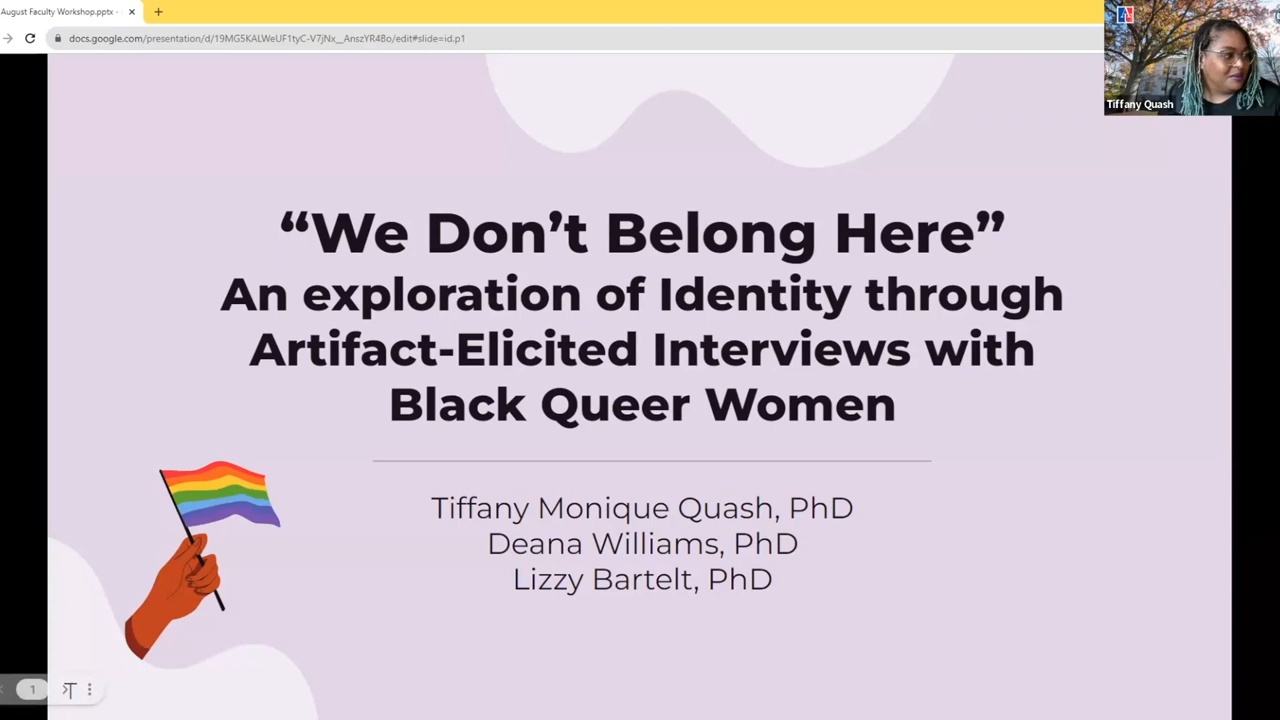 August Faculty Workshop.pptx -
docs.google.com/presentation/d/19MG5KALWeUF1tyC-V7jNx__AnszYR48o/edit#slide=id.p1
Tiffany Quash
“We Don’t Belong Here”
An exploration of Identity through
Artifact-Elicited Interviews with
Black Queer Women
Tiffany Monique Quash, PhD
Deana Williams, PhD
Lizzy Bartelt, PhD
1